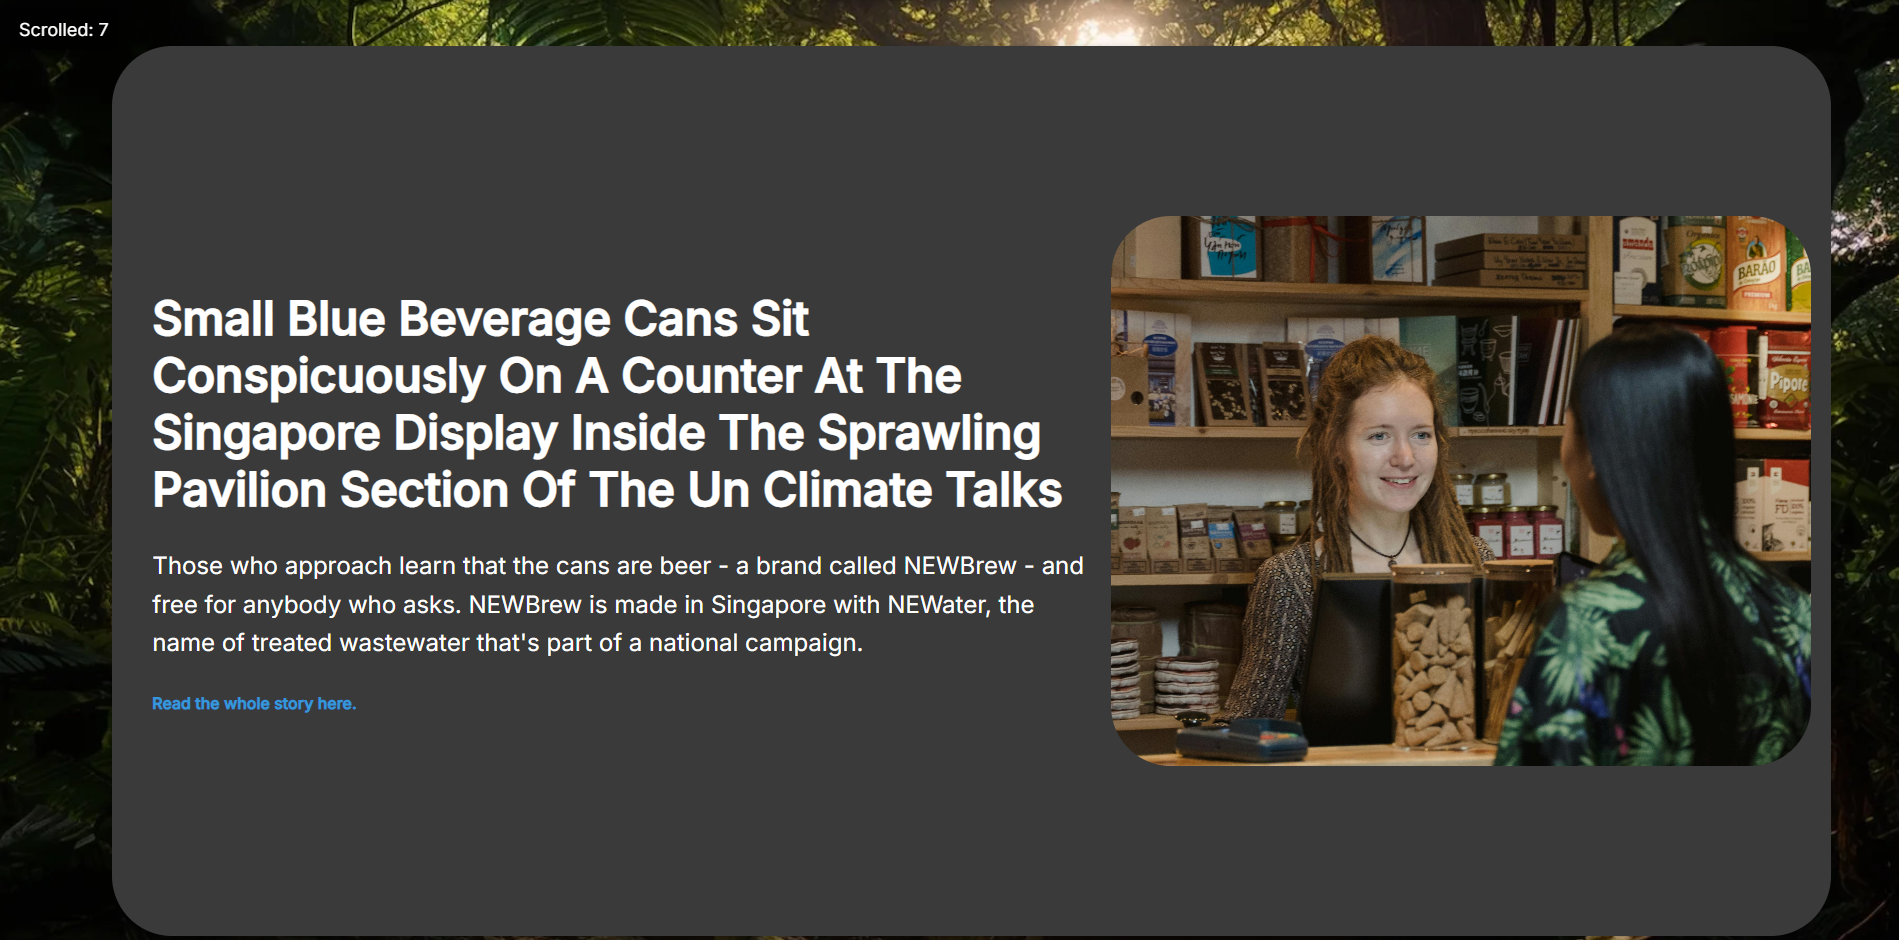 Scrolled: 7
Small Blue Beverage Cans Sit
Conspicuously On A Counter At The
Singapore Display Inside The Sprawling
Pavilion Section Of The Un Climate Talks
Those who approach learn that the cans are beer - a brand called NEWBrew - and
free for anybody who asks. NEWBrew is made in Singapore with NEWater, the
name of treated wastewater that's part of a national campaign.
Read the whole story here.
BARÃO
PREMIUM
Pipore